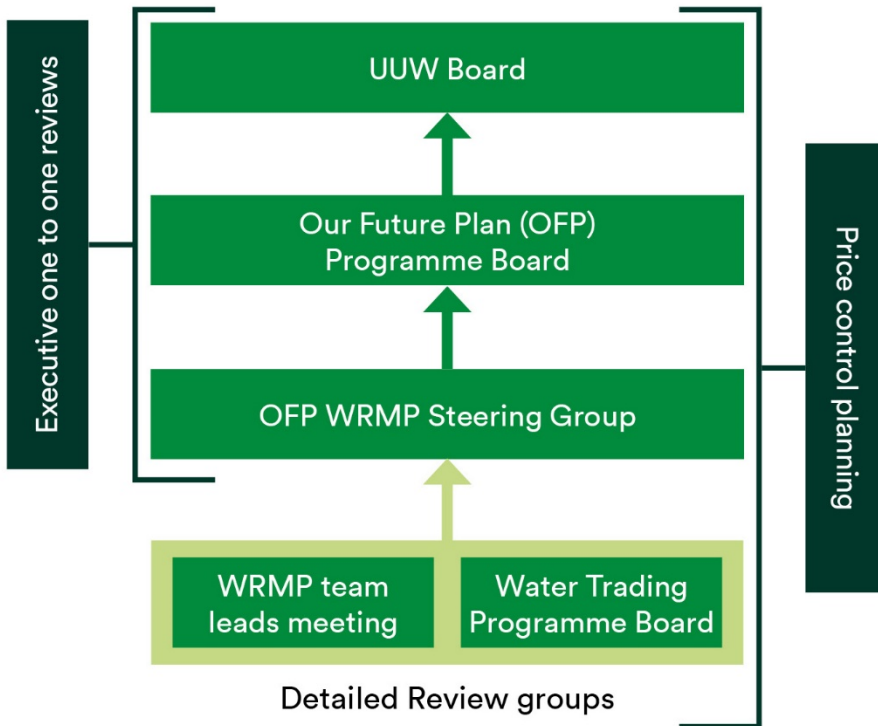 Executive one to one reviews
UUW Board
Our Future Plan (OFP)
Programme Board
OFP WRMP Steering Group
WRMP team
leads meeting
Water Trading
Programme Board
Detailed Review groups
Price control planning